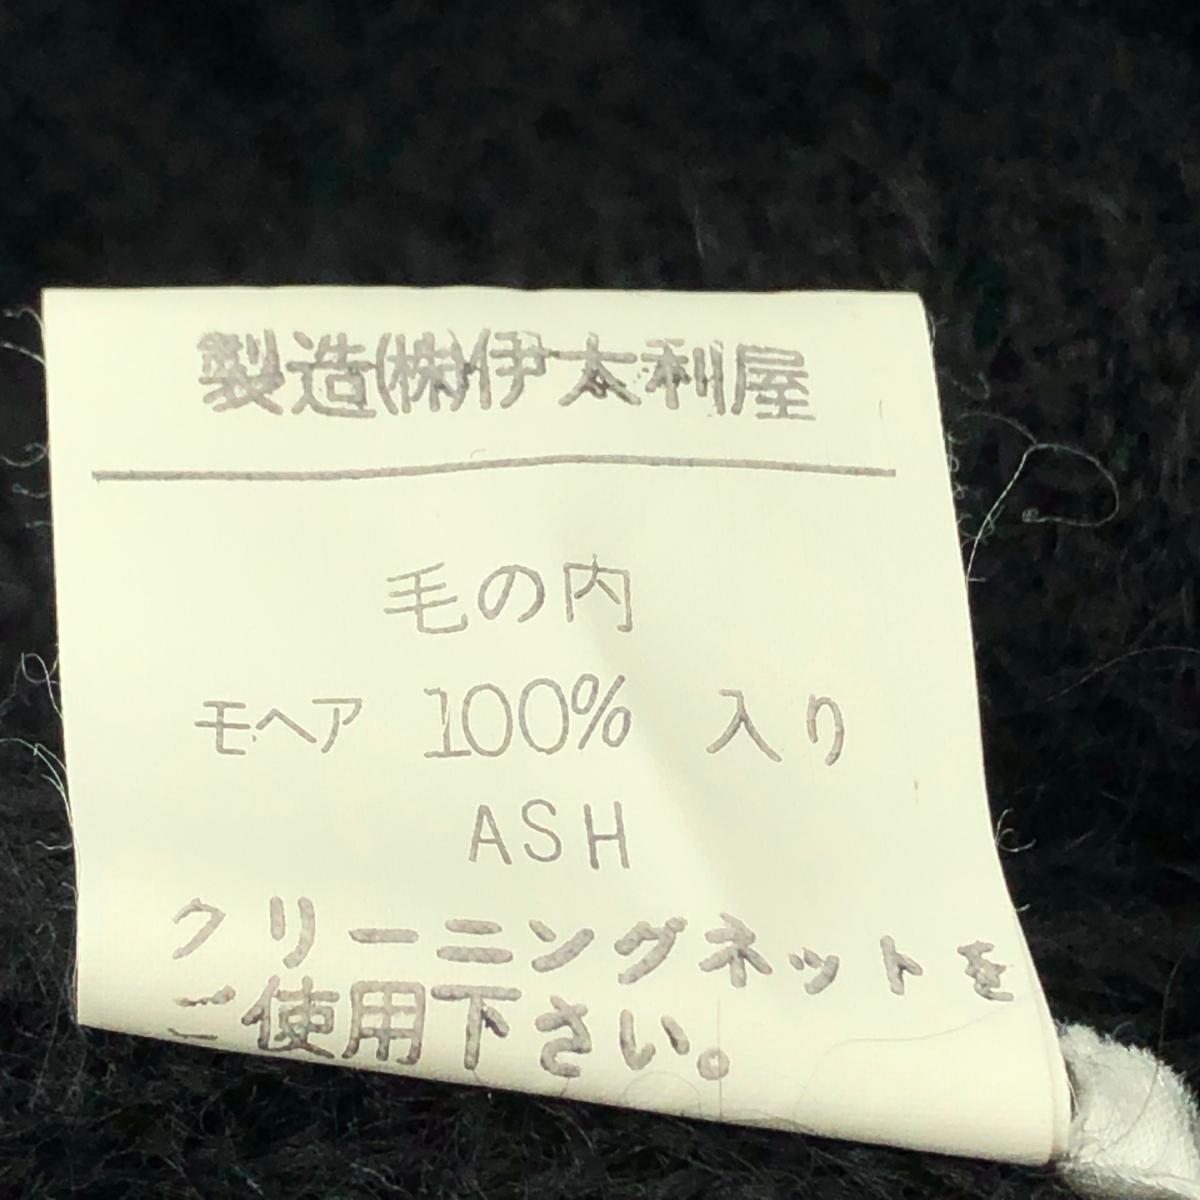 製造(株)伊太利屋
毛の内
モヘア 100% 入り
ASH
クリーニングネットを
ご使用下さい。